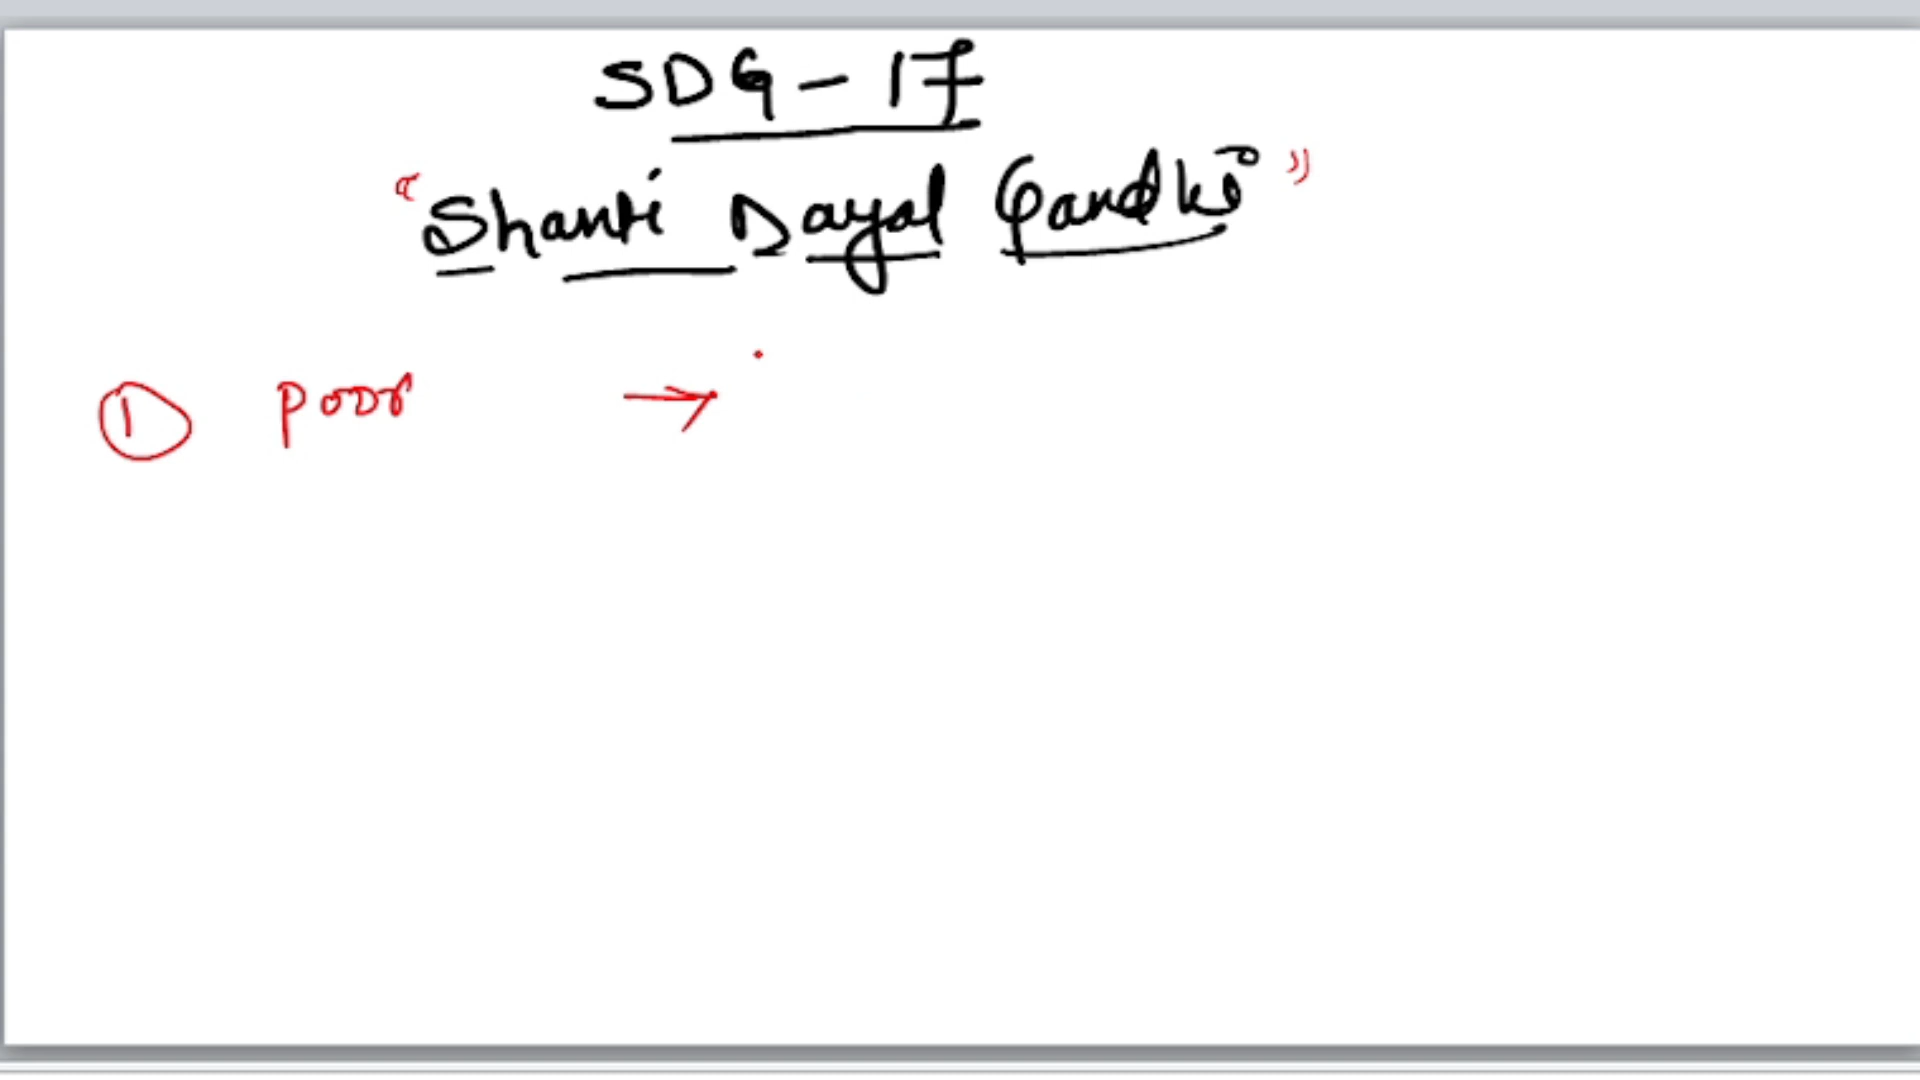 SDG - 17
"Shanti Dayal Gandhi"
① Poor →